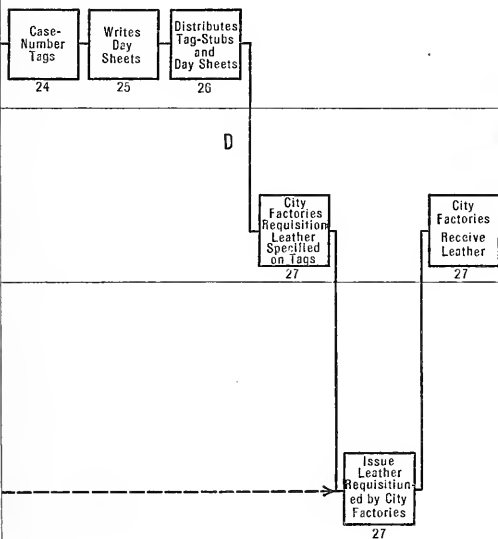 Case-
Number
Tags
24
Writes
Day
Sheets
25
Distributes
Tag-Stubs
and
Day Sheets
26
D
City
Factories
Requisition
Leather
Specified
on Tags
27
City
Factories
Receive
Leather
27
Issue
Leather
Requisition-
ed by City
Factories
27